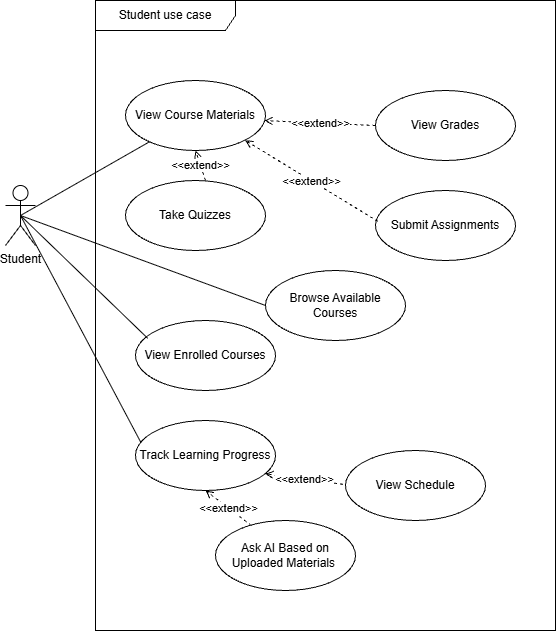 Student use case
View Course Materials
<<extend>>
View Grades
<<extend>>
<<extend>>
Take Quizzes
Submit Assignments
Student
Browse Available
Courses
View Enrolled Courses
Track Learning Progress
<<extend>>
View Schedule
<<extend>>
Ask AI Based on
Uploaded Materials